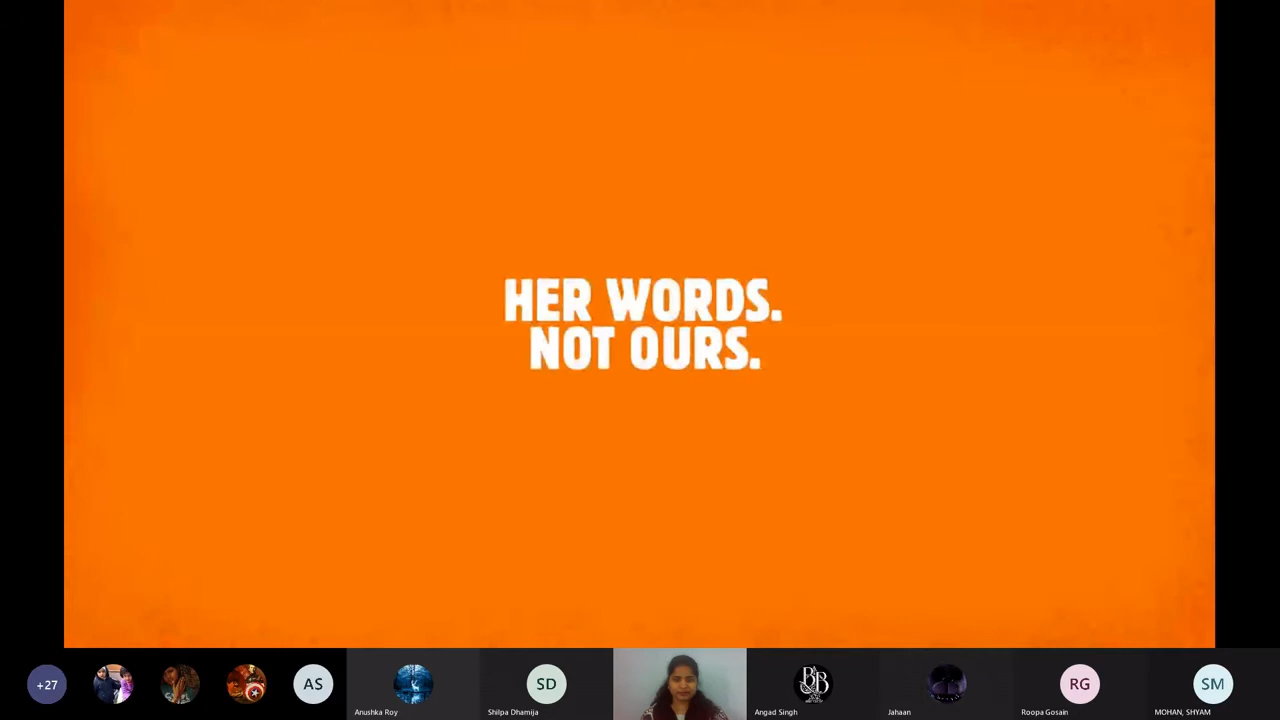 HER WORDS.
NOT OURS.
+27
AS
Anushka Roy
SD
Shilpa Dhamija
Angad Singh
Jahaan
RG
Roopa Gosain
SM
MOHAN, SHYAM